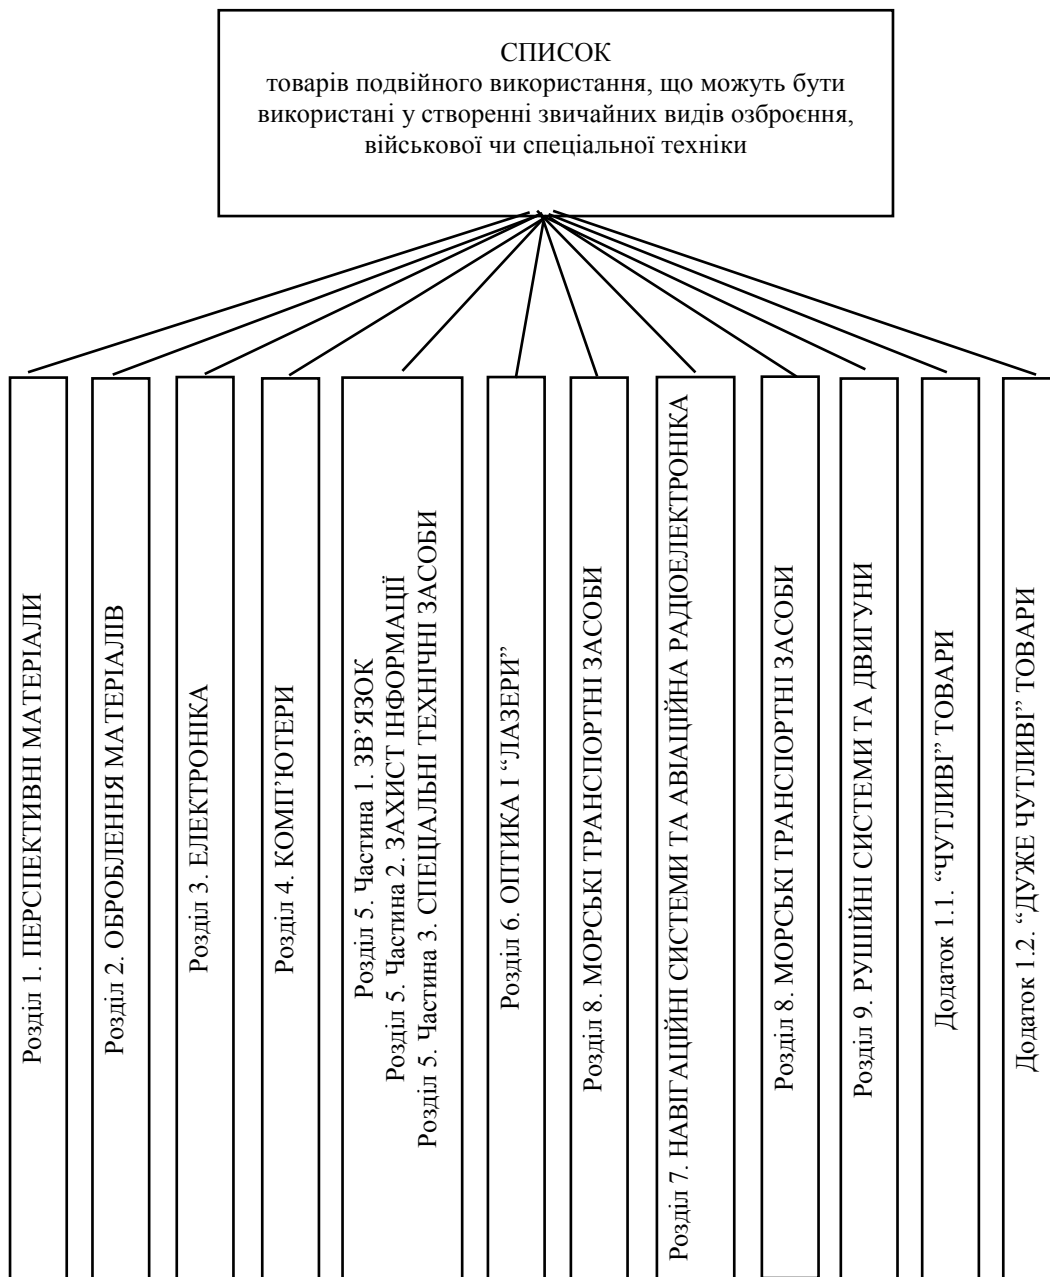 СПИСОК
товарів подвійного використання, що можуть бути
використані у створенні звичайних видів озброєння,
військової чи спеціальної техніки
Розділ 1. ПЕРСПЕКТИВНІ МАТЕРІАЛИ
Розділ 2. ОБРОБЛЕННЯ МАТЕРІАЛІВ
Розділ 3. ЕЛЕКТРОНІКА
Розділ 4. КОМП’ЮТЕРИ
Розділ 5. Частина 1. ЗВ’ЯЗОК
Розділ 5. Частина 2. ЗАХИСТ ІНФОРМАЦІЇ
Розділ 5. Частина 3. СПЕЦІАЛЬНІ ТЕХНІЧНІ ЗАСОБИ
Розділ 6. ОПТИКА І “ЛАЗЕРИ”
Розділ 8. МОРСЬКІ ТРАНСПОРТНІ ЗАСОБИ
Розділ 7. НАВІГАЦІЙНІ СИСТЕМИ ТА АВІАЦІЙНА РАДІОЕЛЕКТРОНІКА
Розділ 8. МОРСЬКІ ТРАНСПОРТНІ ЗАСОБИ
Розділ 9. РУШІЙНІ СИСТЕМИ ТА ДВИГУНИ
Додаток 1.1. “ЧУТЛИВІ” ТОВАРИ
Додаток 1.2. “ДУЖЕ ЧУТЛИВІ” ТОВАРИ